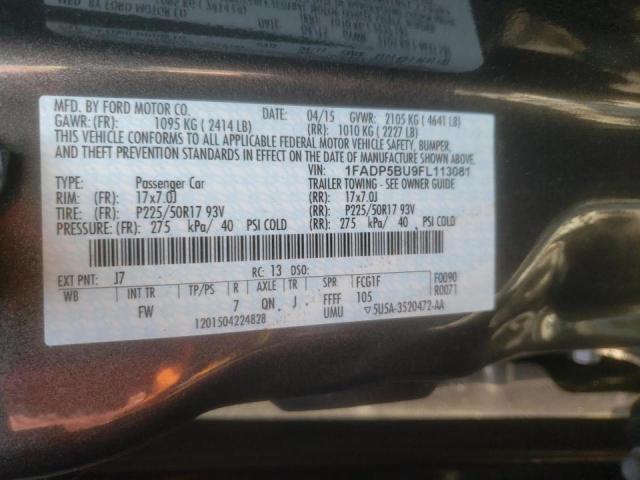 MFD. BY FORD MOTOR CO. 04/15 GVWR: 2105 KG ( 4641 LB)
GAWR: (FR): 1095 KG ( 2414 LB) (RR): 1010 KG ( 2227 LB)
THIS VEHICLE CONFORMS TO ALL APPLICABLE FEDERAL MOTOR VEHICLE SAFETY, BUMPER,
AND THEFT PREVENTION STANDARDS IN EFFECT ON THE DATE OF MANUFACTURE SHOWN ABOVE.
VIN: 1FADP5BU9FL113081
TYPE: Passenger Car TRAILER TOWING - SEE OWNER GUIDE
RIM: (FR): 17x7.0J (RR): 17x7.0J
TIRE: (FR): P225/50R17 93V (RR): P225/50R17 93V
PRESSURE: (FR): 275 kPa/ 40 PSI COLD (RR): 275 kPa/ 40 PSI COLD
EXT PNT: J7 RC: 13 DSO:
WB INT TR TP/PS R AXLE TR SPR FCG1F F0090
FW 7 QN J FFFF 105 R0071
UMU ▽5U5A-3520472-AA
1201504224828